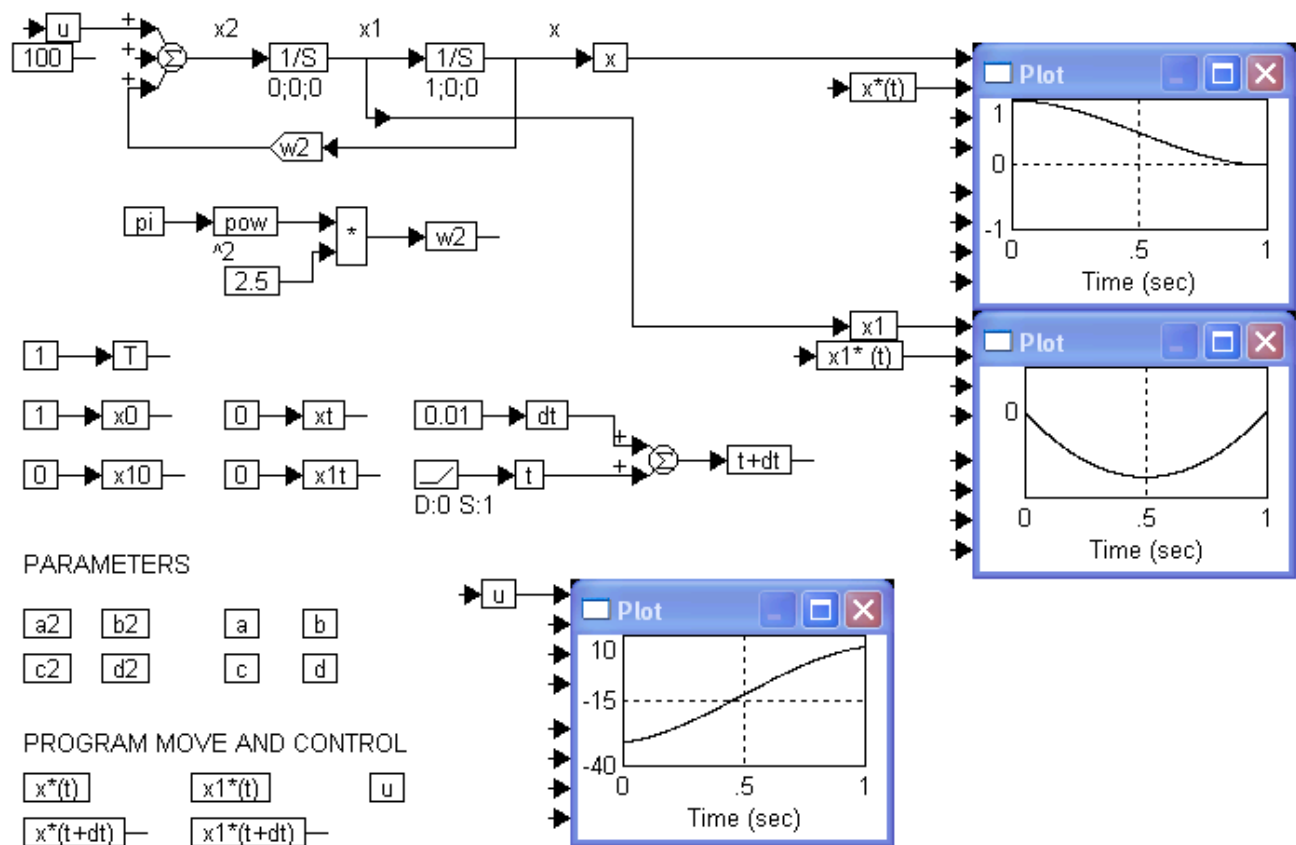 u + x2 x1 x
100 + Σ 1/S 1/S x
+ 0;0;0 1;0;0
w2
x*(t)
Plot
1
0
-1
0 .5 1
Time (sec)
pi pow * w2
^2
2.5
x1
x1* (t)
Plot
0
0 .5 1
Time (sec)
1 T
1 x0 0 xt 0.01 dt +
0 x10 0 x1t t + Σ t+dt
D:0 S:1
PARAMETERS
a2 b2 a b
c2 d2 c d
u
Plot
10
-15
-40
0 .5 1
Time (sec)
PROGRAM MOVE AND CONTROL
x*(t) x1*(t) u
x*(t+dt) x1*(t+dt)